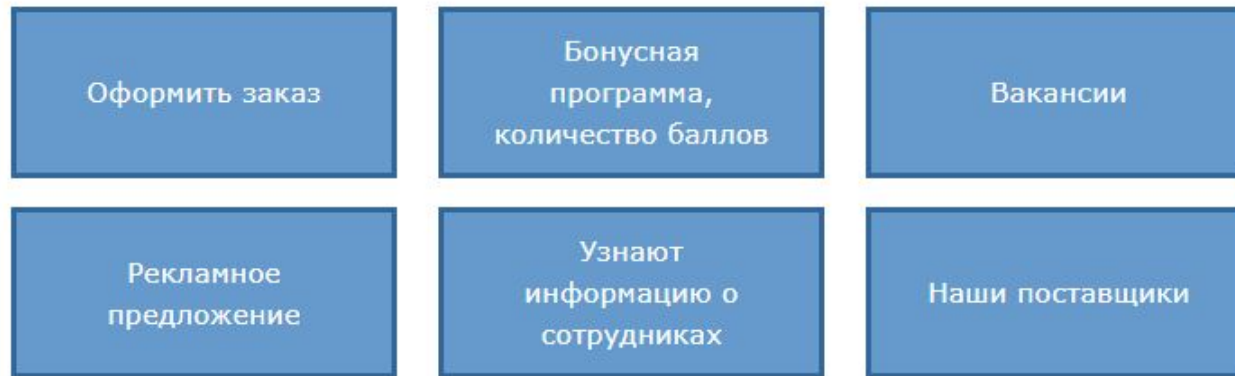 Оформить заказ
Бонусная
программа,
количество баллов
Вакансии
Рекламное
предложение
Узнают
информацию о
сотрудниках
Наши поставщики